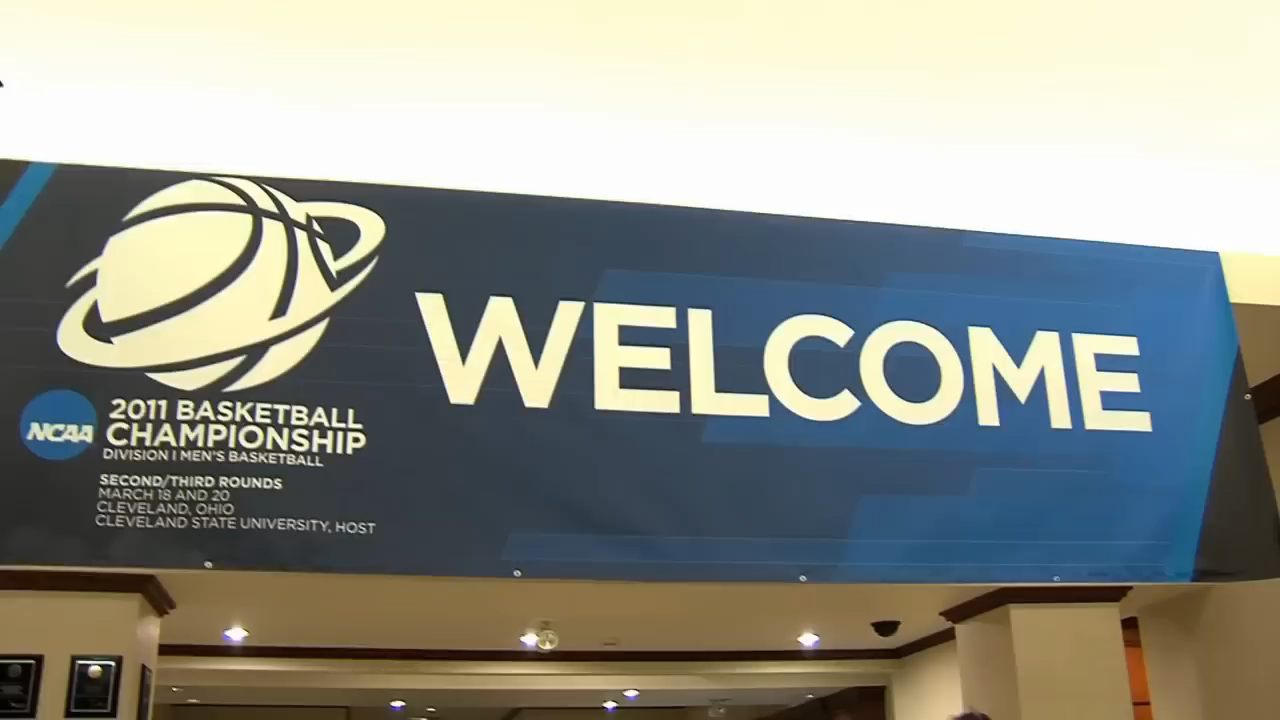 WELCOME
NCAA
2011 BASKETBALL
CHAMPIONSHIP
DIVISION I MEN'S BASKETBALL
SECOND/THIRD ROUNDS
MARCH 18 AND 20
CLEVELAND, OHIO
CLEVELAND STATE UNIVERSITY, HOST